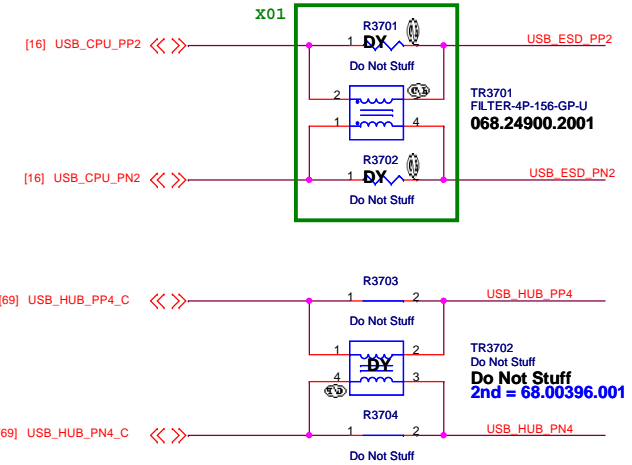 X01
R3701
[16] USB_CPU_PP2
1 DY
USB_ESD_PP2
Do Not Stuff
2
TR3701
FILTER-4P-156-GP-U
068.24900.2001
1 4
R3702
[16] USB_CPU_PN2
1 DY
USB_ESD_PN2
Do Not Stuff
R3703
[69] USB_HUB_PP4_C
1 2
USB_HUB_PP4
Do Not Stuff
1 2
TR3702
Do Not Stuff
DY
Do Not Stuff
4 3
2nd = 68.00396.001
R3704
[69] USB_HUB_PN4_C
1 2
USB_HUB_PN4
Do Not Stuff